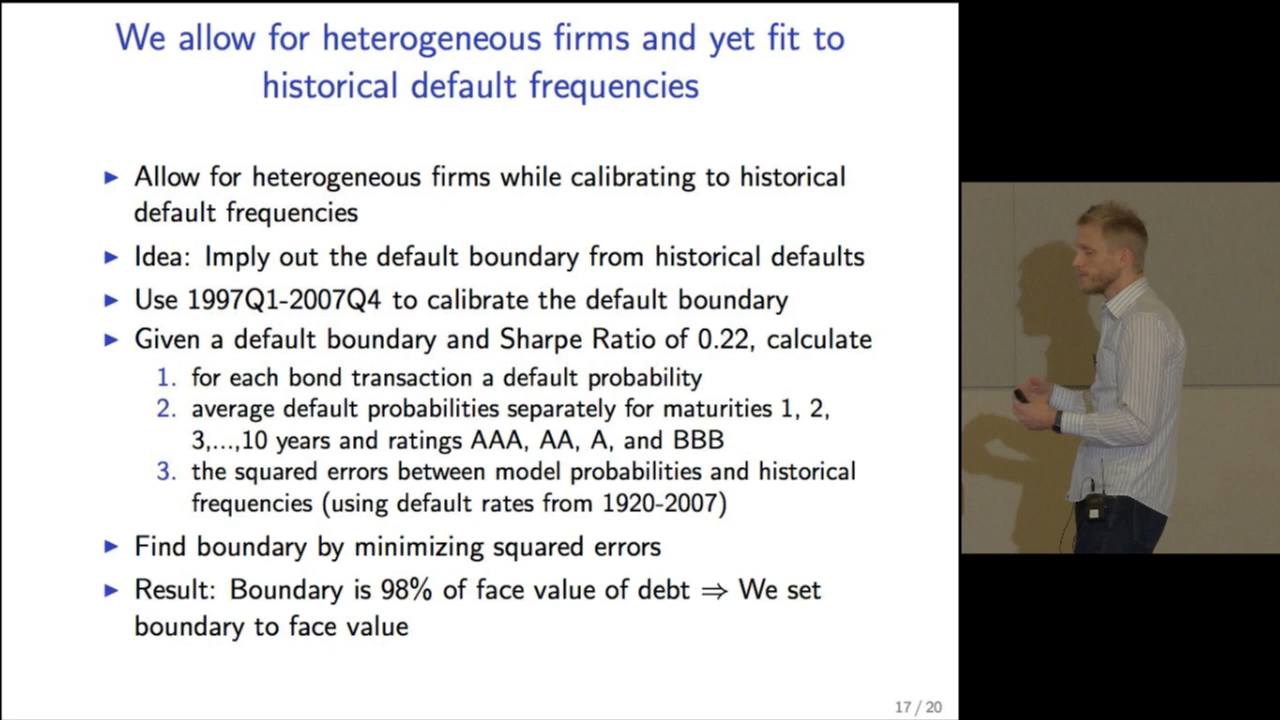 We allow for heterogeneous firms and yet fit to
historical default frequencies
▶ Allow for heterogeneous firms while calibrating to historical
default frequencies
▶ Idea: Imply out the default boundary from historical defaults
▶ Use 1997Q1-2007Q4 to calibrate the default boundary
▶ Given a default boundary and Sharpe Ratio of 0.22, calculate
1. for each bond transaction a default probability
2. average default probabilities separately for maturities 1, 2,
3,...,10 years and ratings AAA, AA, A, and BBB
3. the squared errors between model probabilities and historical
frequencies (using default rates from 1920-2007)
▶ Find boundary by minimizing squared errors
▶ Result: Boundary is 98% of face value of debt ⇒ We set
boundary to face value
17 / 20